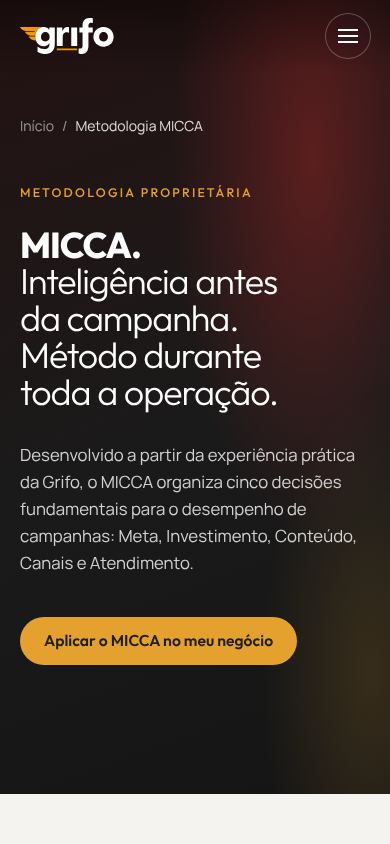 grifo
Início / Metodologia MICCA
METODOLOGIA PROPRIETÁRIA
MICCA.
Inteligência antes
da campanha.
Método durante
toda a operação.
Desenvolvido a partir da experiência prática
da Grifo, o MICCA organiza cinco decisões
fundamentais para o desempenho de
campanhas: Meta, Investimento, Conteúdo,
Canais e Atendimento.
Aplicar o MICCA no meu negócio